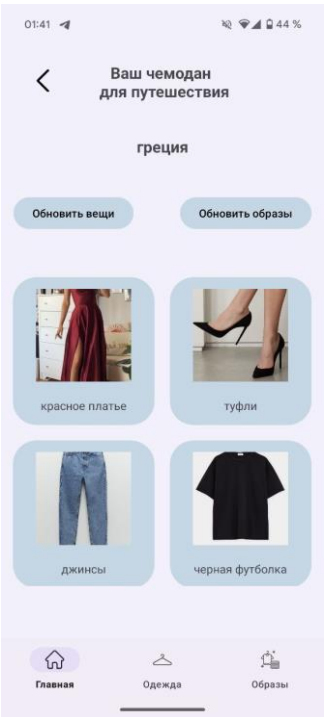 01:41
44 %
Ваш чемодан
для путешествия
греция
Обновить вещи
Обновить образы
красное платье
туфли
джинсы
черная футболка
Главная
Одежда
Образы